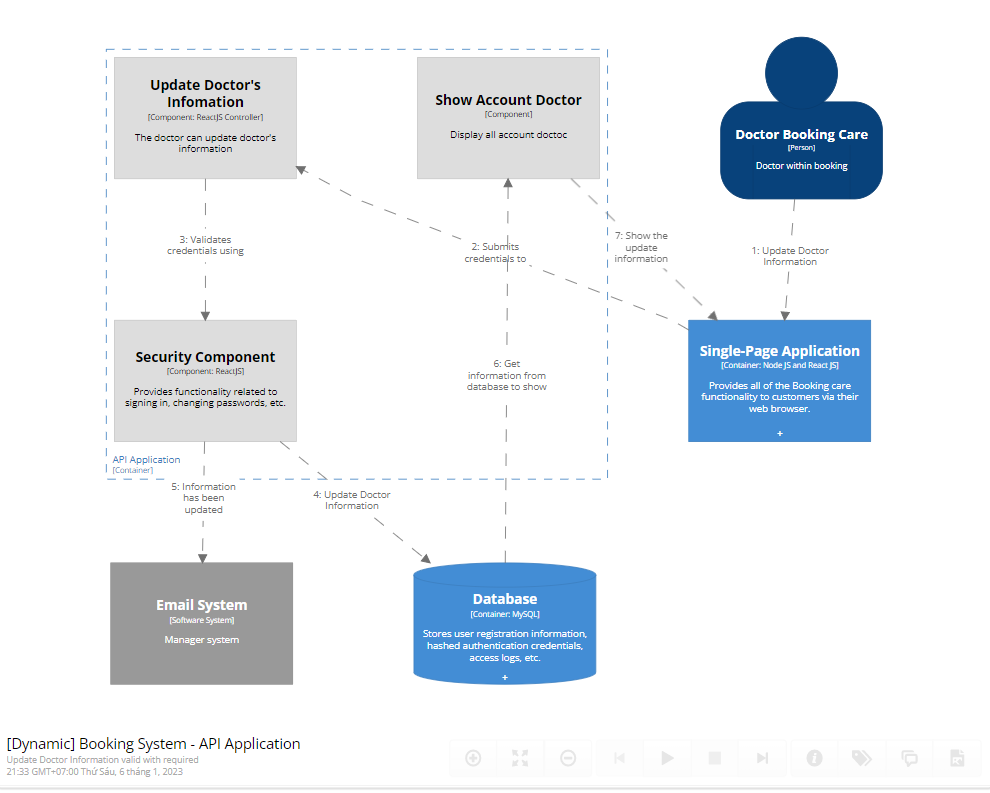 Update Doctor's
Infomation
[Component: ReactJS Controller]
The doctor can update doctor's
information
Show Account Doctor
[Component]
Display all account doctoc
Doctor Booking Care
[Person]
Doctor within booking
3: Validates
credentials using
2: Submits
credentials to
7: Show the
update
information
1: Update Doctor
Information
Security Component
[Component: ReactJS]
Provides functionality related to
signing in, changing passwords, etc.
6: Get
information from
database to show
Single-Page Application
[Container: Node JS and React JS]
Provides all of the Booking care
functionality to customers via their
web browser.
+
API Application
[Container]
5: Information
has been
updated
4: Update Doctor
Information
Email System
[Software System]
Manager system
Database
[Container: MySQL]
Stores user registration information,
hashed authentication credentials,
access logs, etc.
+
[Dynamic] Booking System - API Application
Update Doctor Information valid with required
21:33 GMT+07:00 Thứ Sáu, 6 tháng 1, 2023